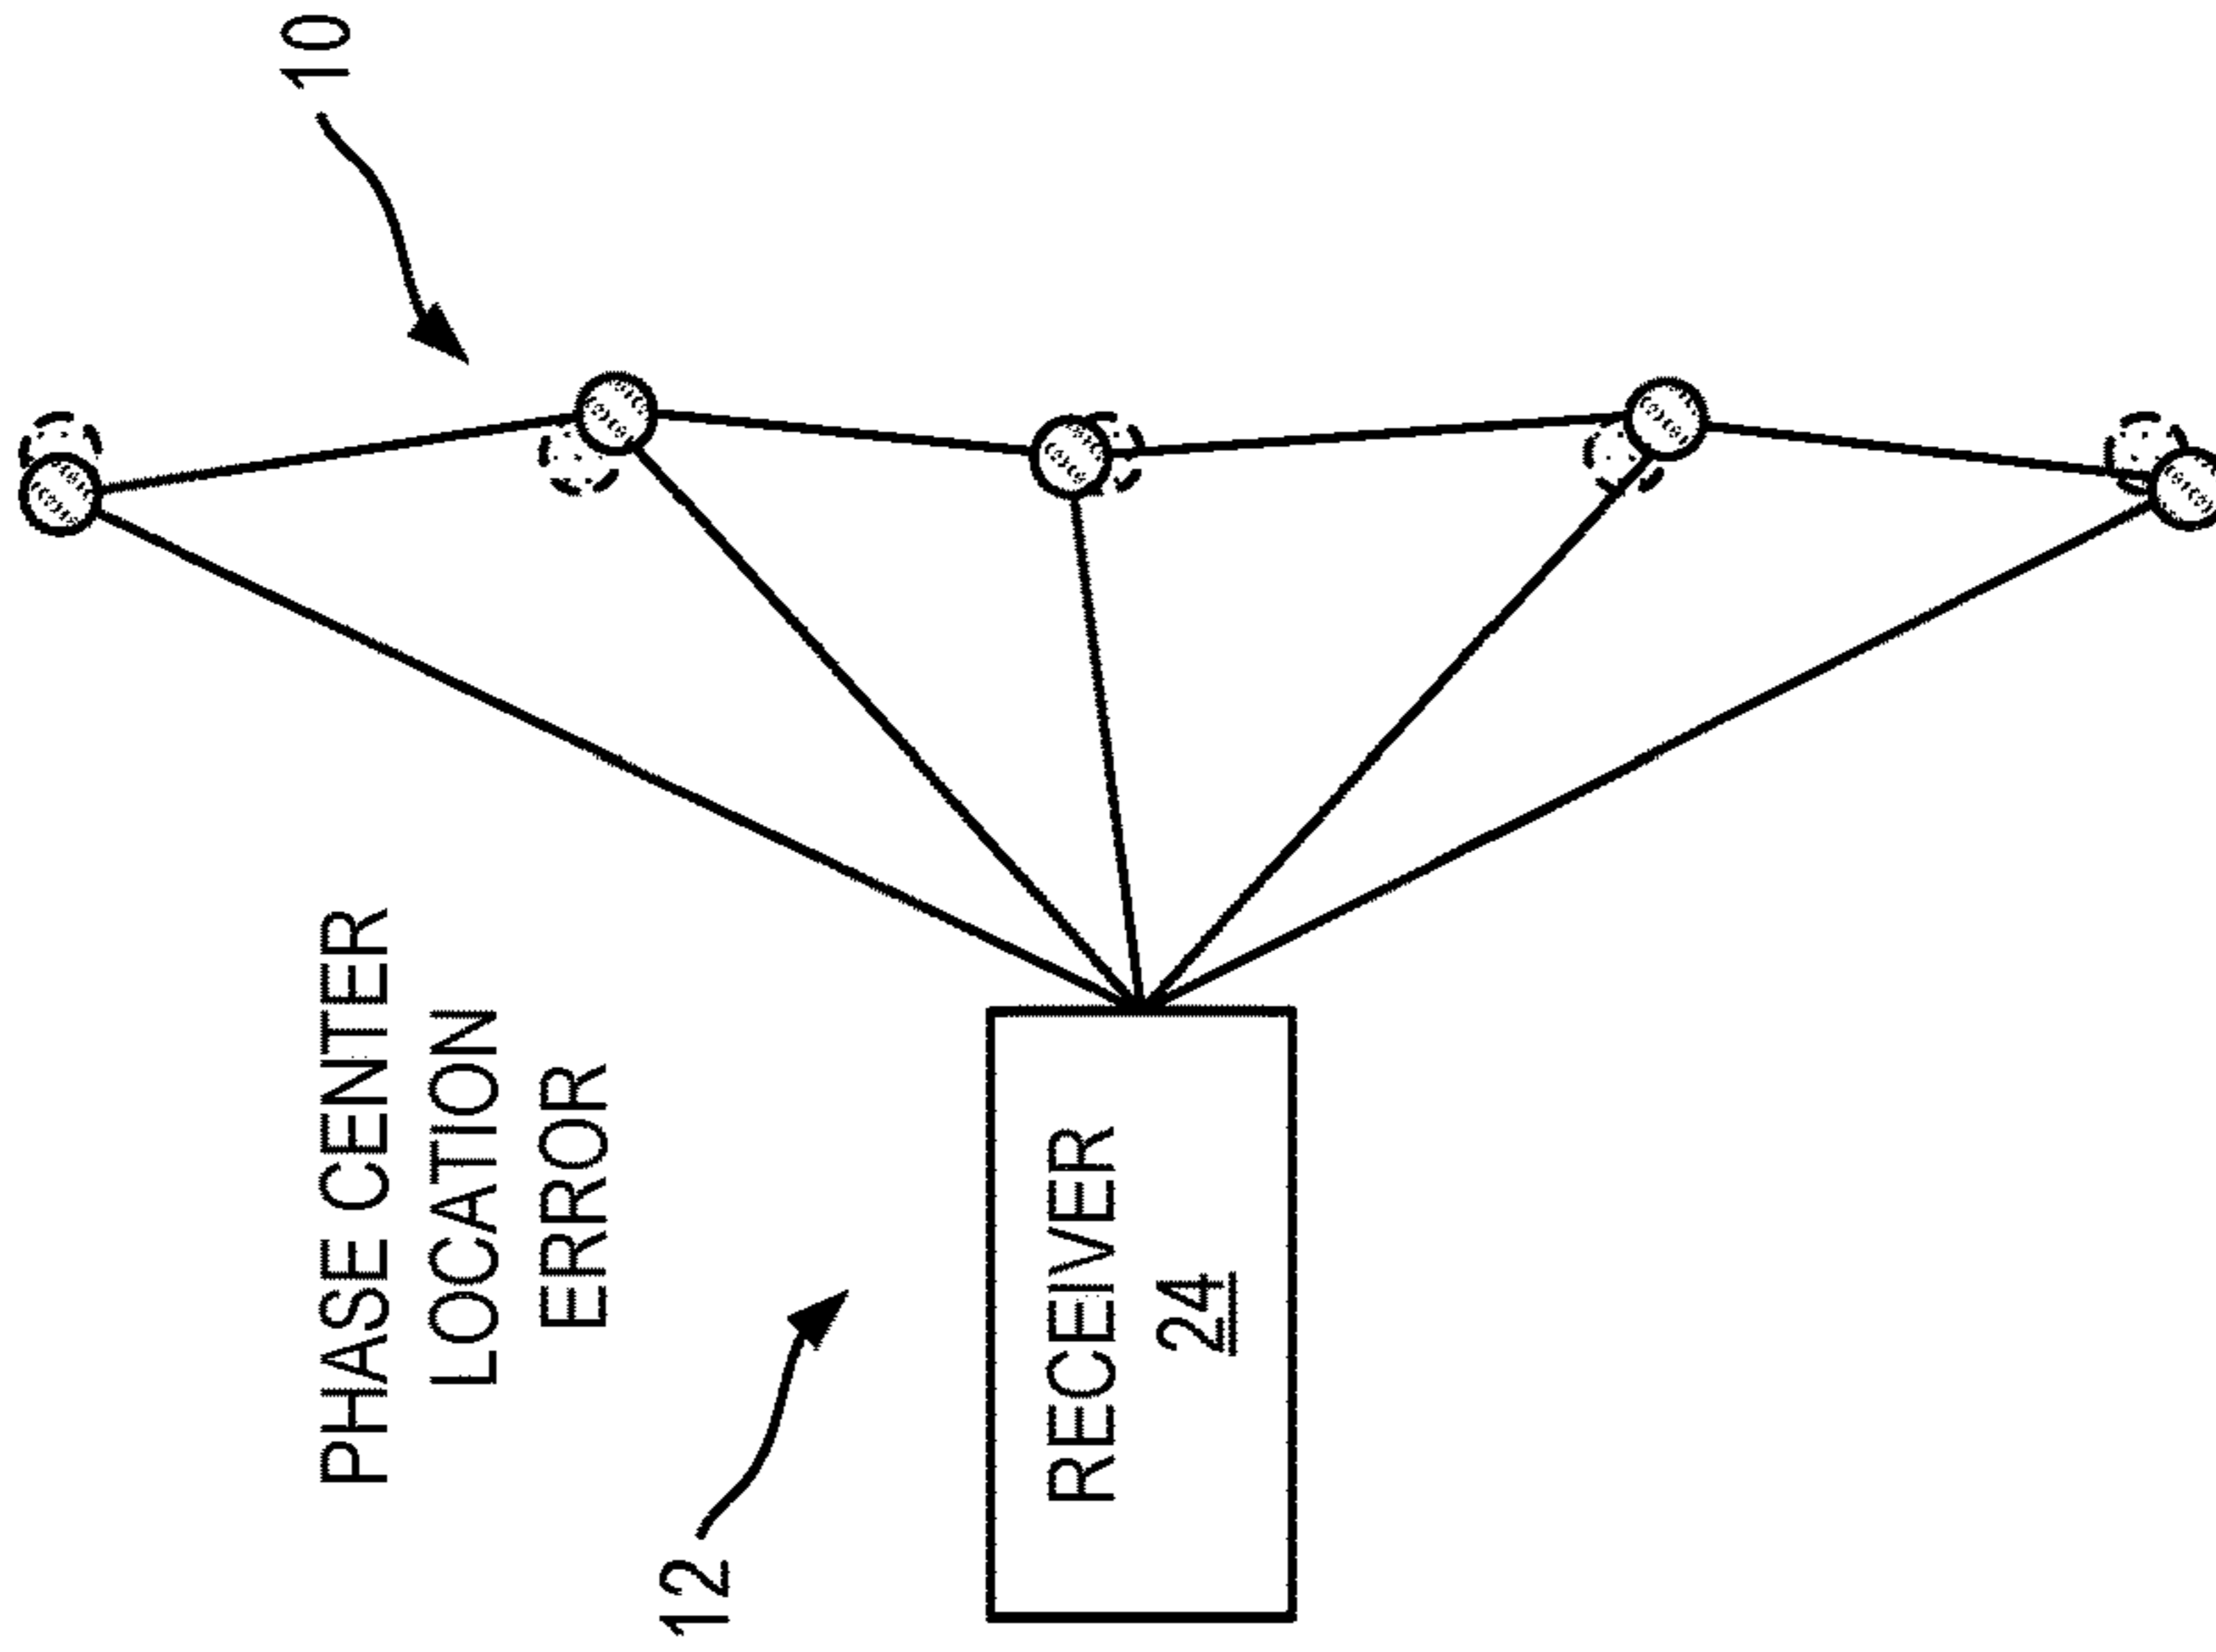 PHASE CENTER
LOCATION
ERROR
10
12
RECEIVER
24